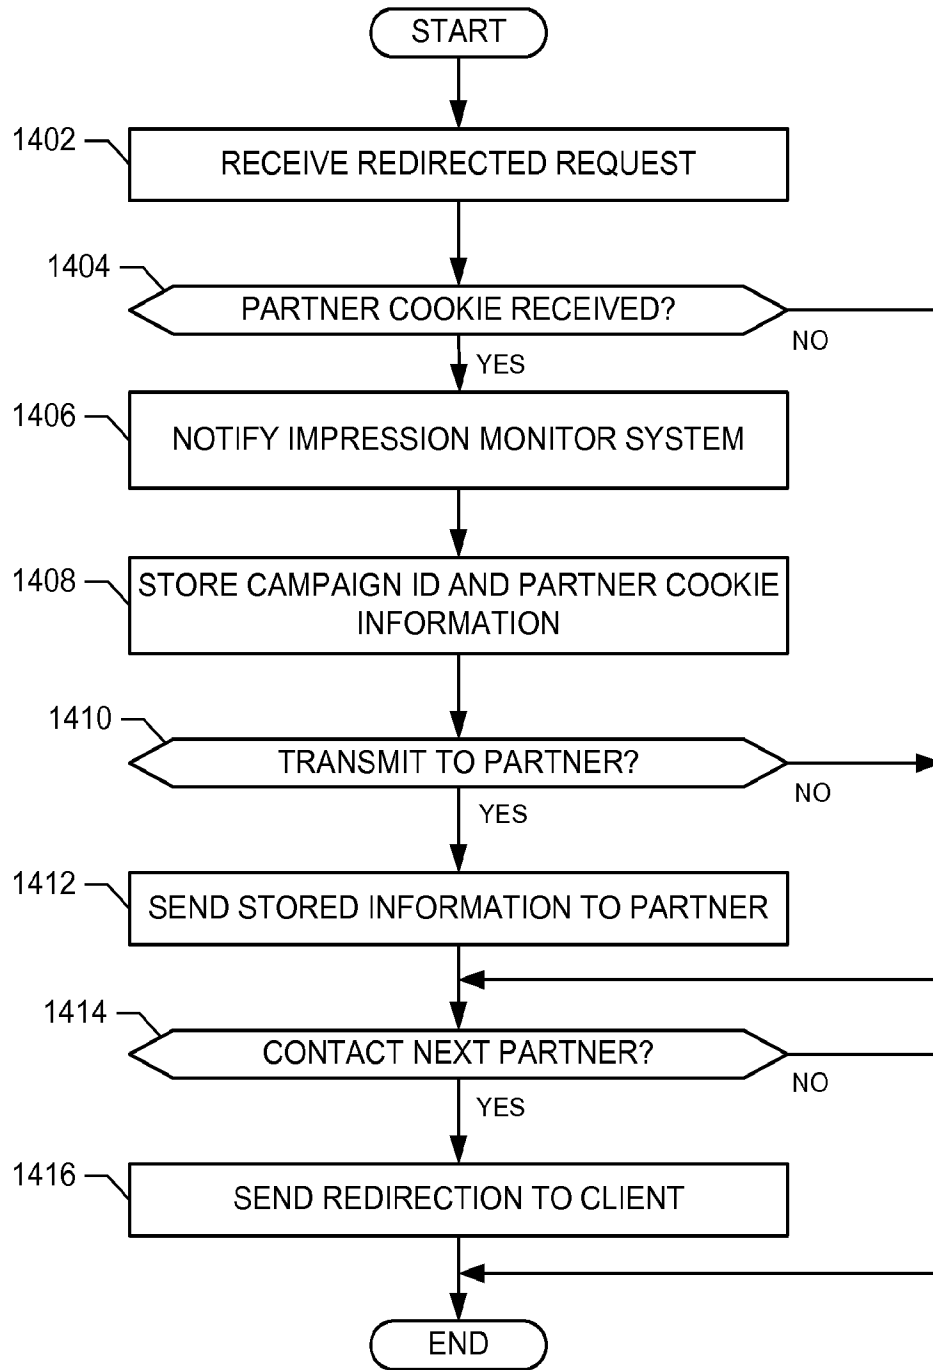 START
1402
RECEIVE REDIRECTED REQUEST
1404
PARTNER COOKIE RECEIVED?
NO
YES
1406
NOTIFY IMPRESSION MONITOR SYSTEM
1408
STORE CAMPAIGN ID AND PARTNER COOKIE
INFORMATION
1410
TRANSMIT TO PARTNER?
NO
YES
1412
SEND STORED INFORMATION TO PARTNER
1414
CONTACT NEXT PARTNER?
NO
YES
1416
SEND REDIRECTION TO CLIENT
END